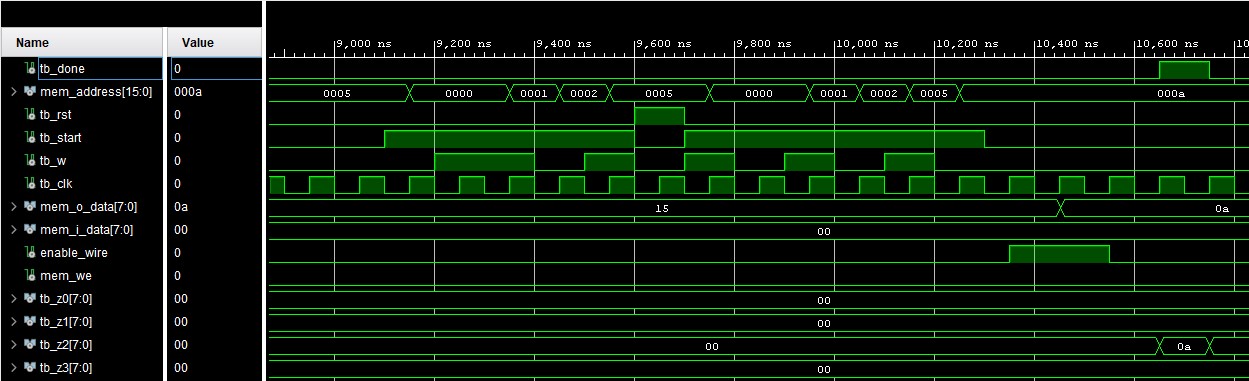 Name Value 9,000 ns 9,200 ns 9,400 ns 9,600 ns 9,800 ns 10,000 ns 10,200 ns 10,400 ns 10,600 ns 10
tb_done 0
mem_address[15:0] 000a 0005 0000 0001 0002 0005 0000 0001 0002 0005 000a
tb_rst 0
tb_start 0
tb_w 0
tb_clk 0
mem_o_data[7:0] 0a 15 0a
mem_i_data[7:0] 00 00
enable_wire 0
mem_we 0
tb_z0[7:0] 00 00
tb_z1[7:0] 00 00
tb_z2[7:0] 00 00 0a
tb_z3[7:0] 00 00